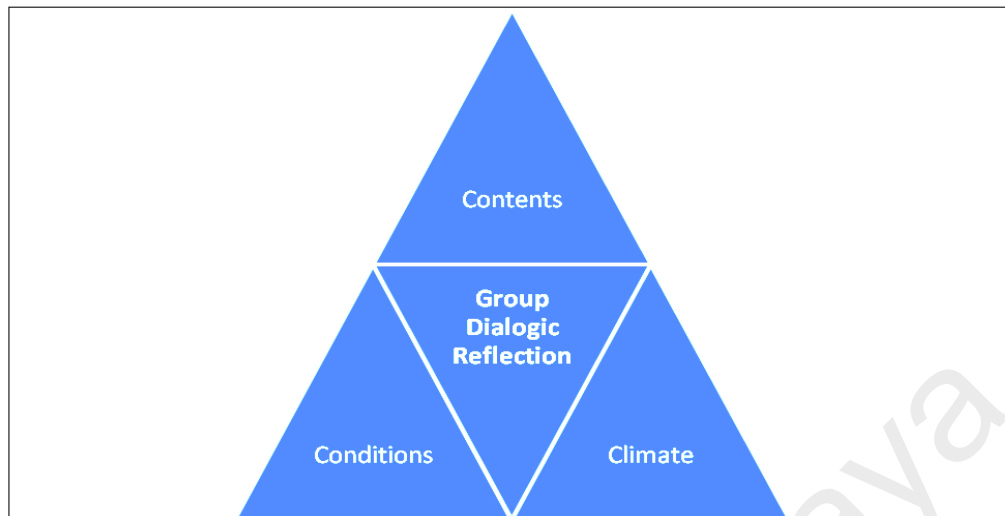 Contents
Group
Dialogic
Reflection
Conditions
Climate